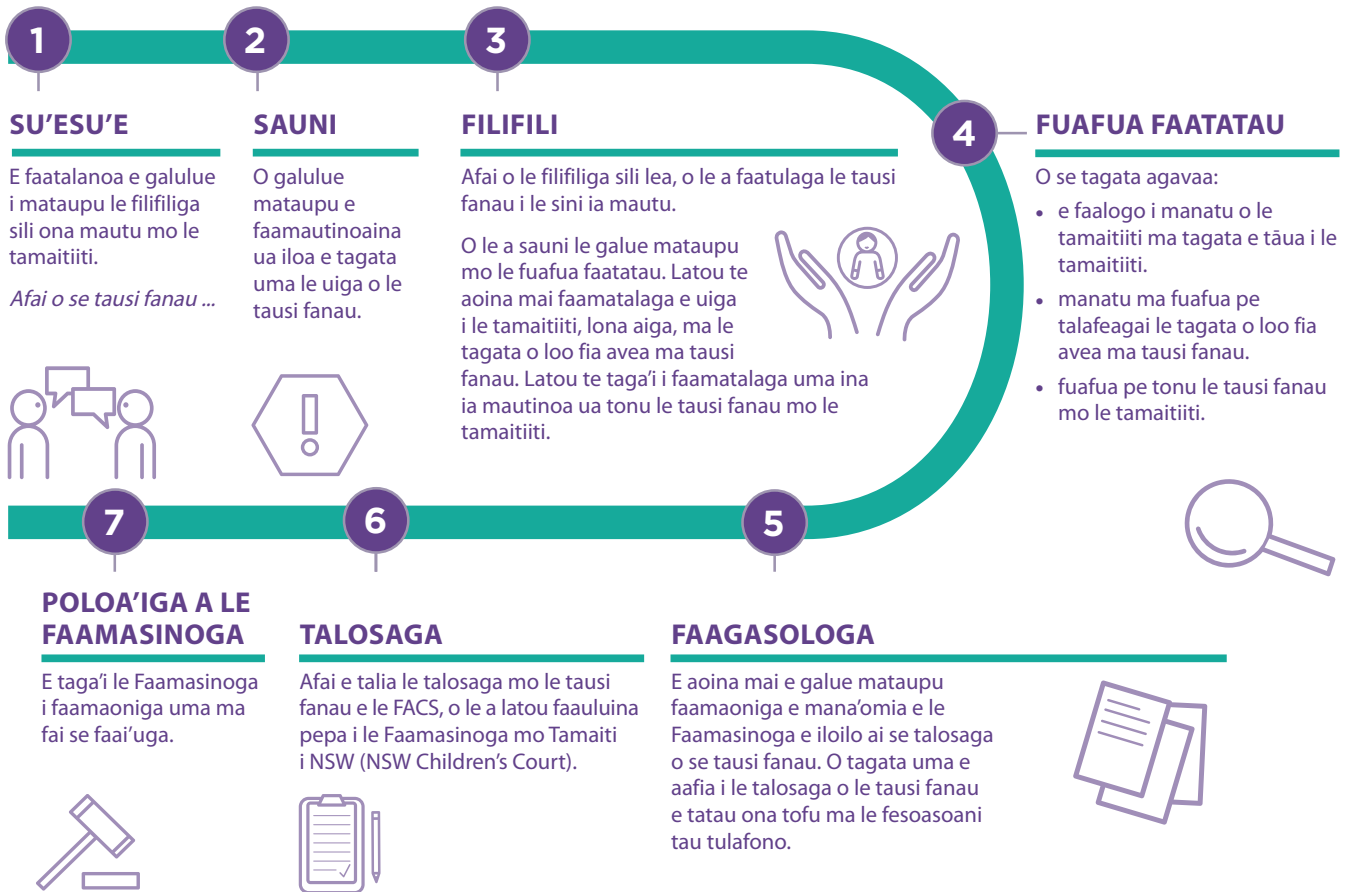 1
SU'ESU'E
E faatalanoa e galulue
i mataupu le filifiliga
sili ona mautu mo le
tamaitiiti.
Afai o se tausi fanau ...
2
SAUNI
O galulue
mataupu e
faamautinoaina
ua iloa e tagata
uma le uiga o le
tausi fanau.
3
FILIFILI
Afai o le filifiliga sili lea, o le a faatulaga le tausi
fanau i le sini ia mautu.
O le a sauni le galue mataupu
mo le fuafua faatatau. Latou te
aoina mai faamatalaga e uiga
i le tamaitiiti, lona aiga, ma le
tagata o loo fia avea ma tausi
fanau. Latou te taga'i i faamatalaga uma ina
ia mautinoa ua tonu le tausi fanau mo le
tamaitiiti.
4
FUAFUA FAATATAU
O se tagata agavaa:
• e faalogo i manatu o le
tamaitiiti ma tagata e tāua i le
tamaitiiti.
• manatu ma fuafua pe
talafeagai le tagata o loo fia
avea ma tausi fanau.
• fuafua pe tonu le tausi fanau
mo le tamaitiiti.
5
FAAGASOLOGA
E aoina mai e galue mataupu
faamaoniga e mana'omia e le
Faamasinoga e iloilo ai se talosaga
o se tausi fanau. O tagata uma e
aafia i le talosaga o le tausi fanau
e tatau ona tofu ma le fesoasoani
tau tulafono.
6
TALOSAGA
Afai e talia le talosaga mo le tausi
fanau e le FACS, o le a latou faauluina
pepa i le Faamasinoga mo Tamaiti
i NSW (NSW Children's Court).
7
POLOA'IGA A LE
FAAMASINOGA
E taga'i le Faamasinoga
i faamaoniga uma ma
fai se faai'uga.